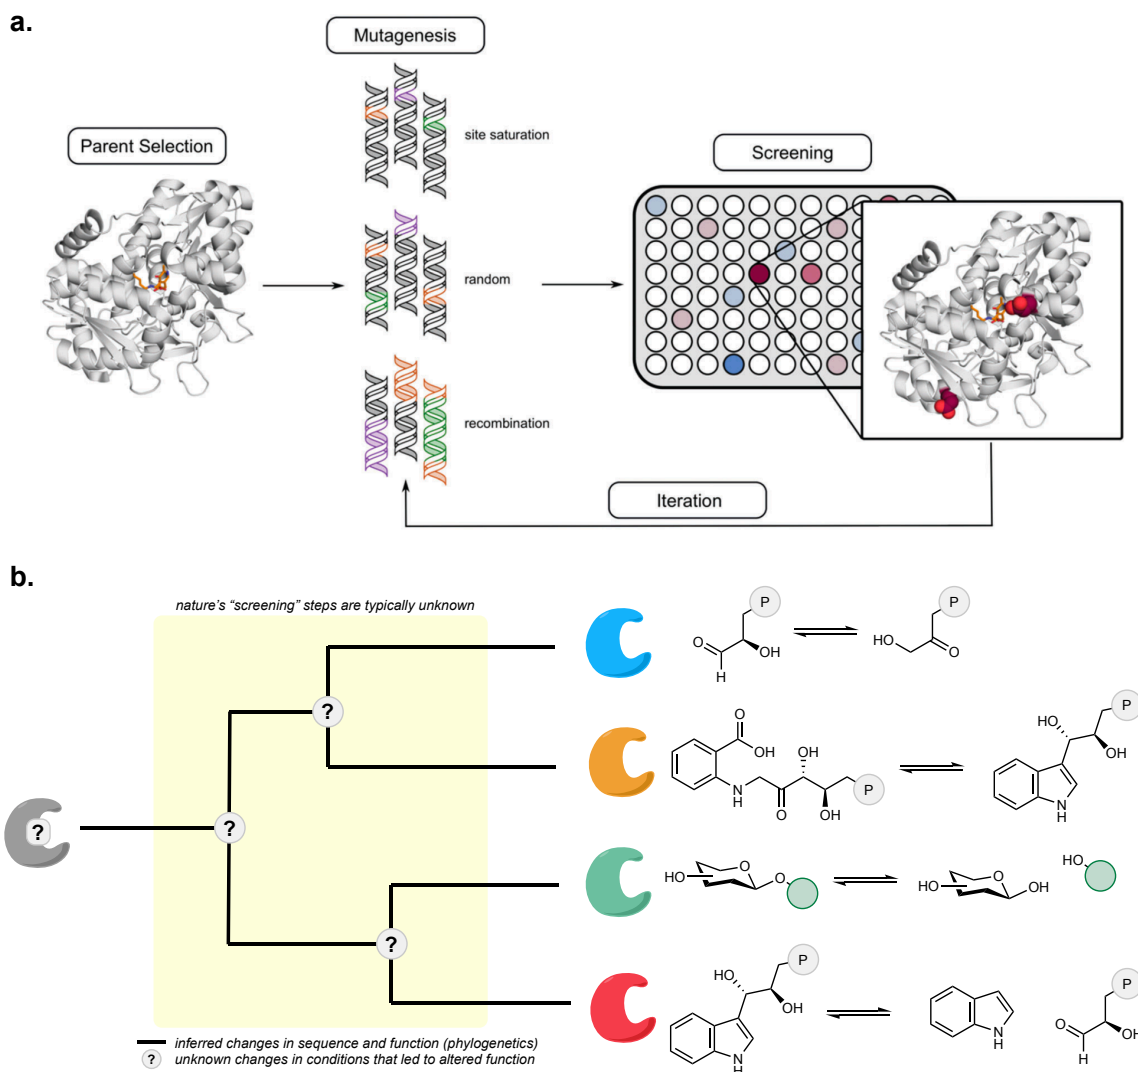 a.
Mutagenesis
site saturation
Parent Selection
Screening
random
recombination
Iteration
b.
nature's "screening" steps are typically unknown
P
P
O
OH
H
HO
O
?
P
O
OH
OH
HO
P
N
H
O
OH
OH
N
H
?
?
HO
O
O
HO
O
OH
HO
?
P
HO
OH
N
H
N
H
P
O
OH
H
inferred changes in sequence and function (phylogenetics)
? unknown changes in conditions that led to altered function